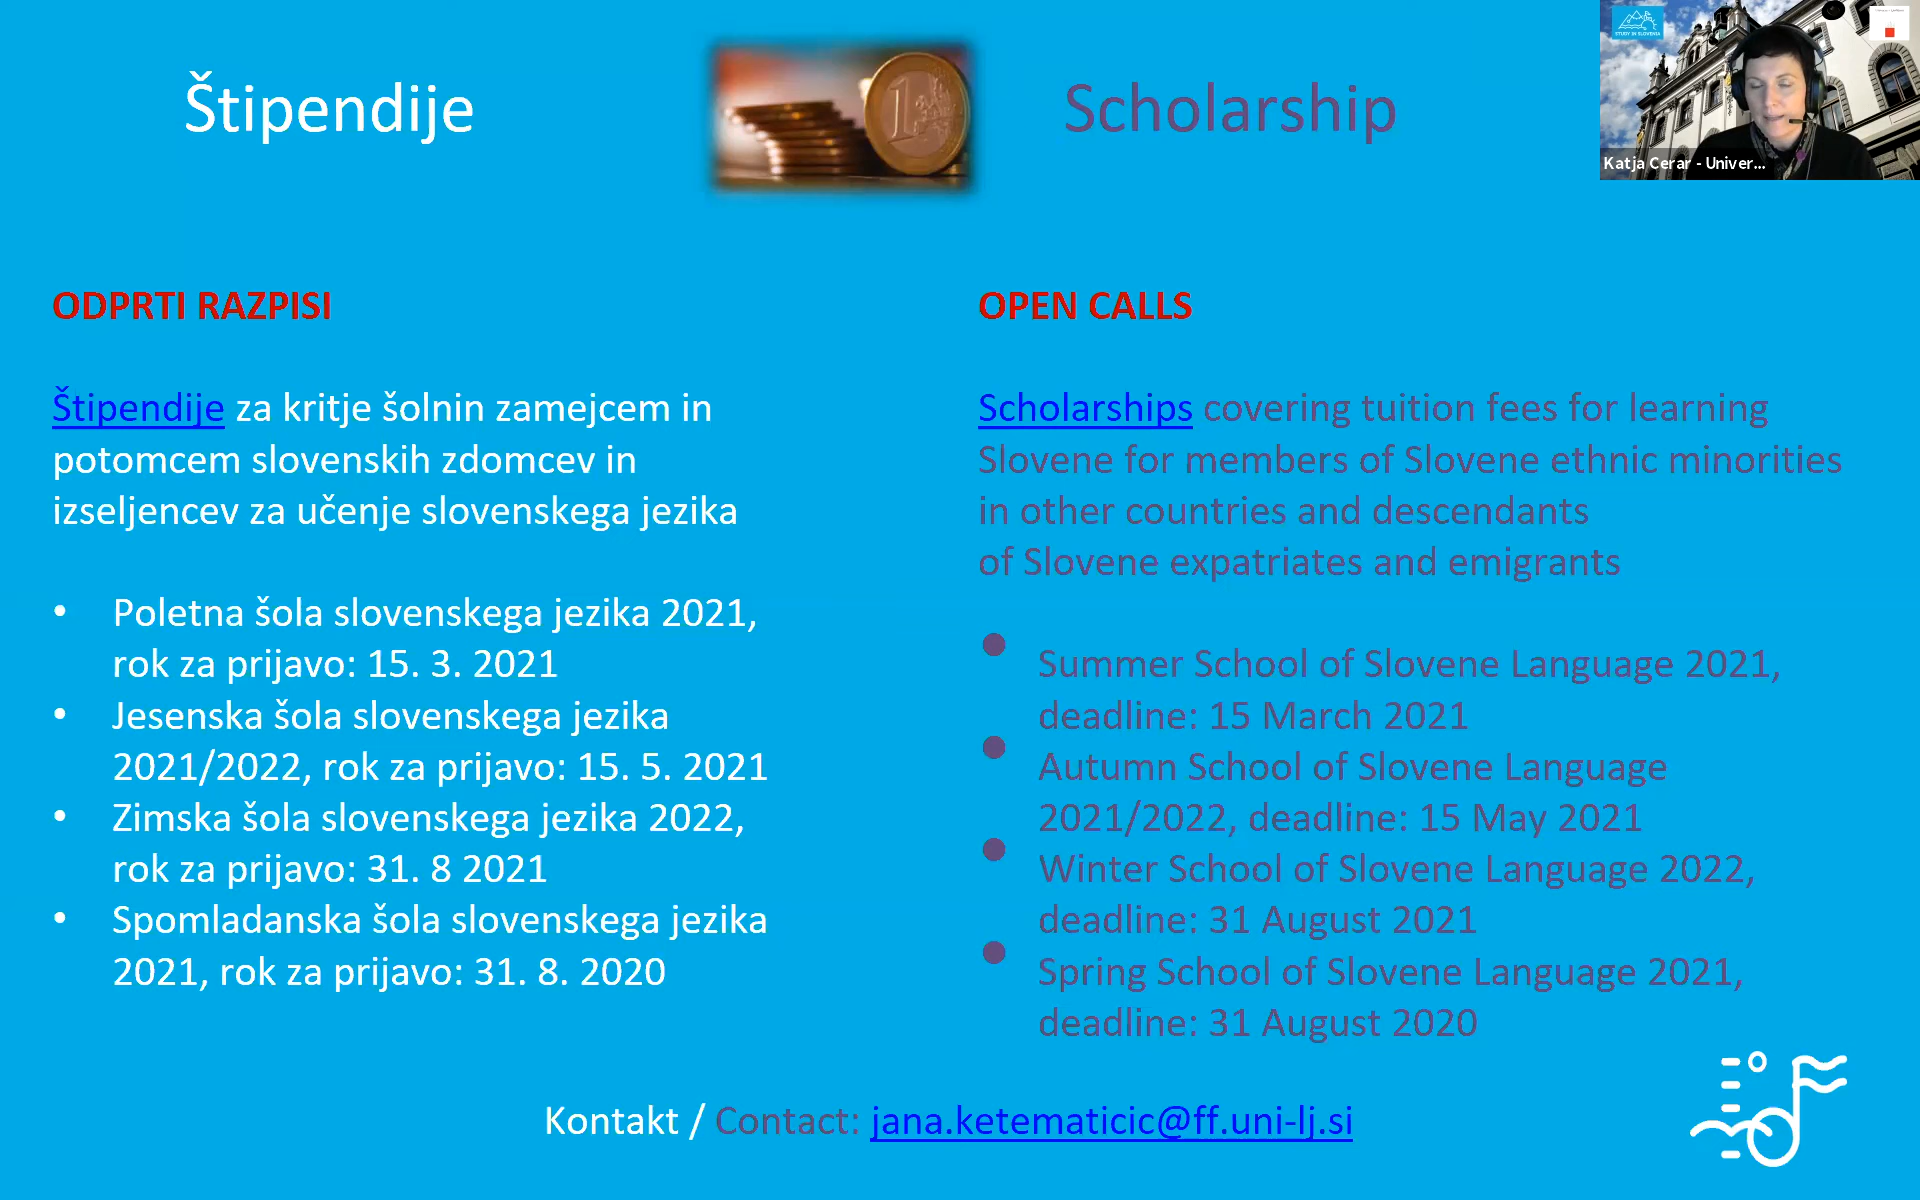 Štipendije
Scholarship
STUDY IN SLOVENIA
Katja Cerar - Univer...
ODPRTI RAZPISI
Štipendije za kritje šolnin zamejcem in
potomcem slovenskih zdomcev in
izseljencev za učenje slovenskega jezika
• Poletna šola slovenskega jezika 2021,
rok za prijavo: 15. 3. 2021
• Jesenska šola slovenskega jezika
2021/2022, rok za prijavo: 15. 5. 2021
• Zimska šola slovenskega jezika 2022,
rok za prijavo: 31. 8 2021
• Spomladanska šola slovenskega jezika
2021, rok za prijavo: 31. 8. 2020
OPEN CALLS
Scholarships covering tuition fees for learning
Slovene for members of Slovene ethnic minorities
in other countries and descendants
of Slovene expatriates and emigrants
• Summer School of Slovene Language 2021,
deadline: 15 March 2021
• Autumn School of Slovene Language
2021/2022, deadline: 15 May 2021
• Winter School of Slovene Language 2022,
deadline: 31 August 2021
• Spring School of Slovene Language 2021,
deadline: 31 August 2020
Kontakt / Contact: jana.ketematicic@ff.uni-lj.si
1